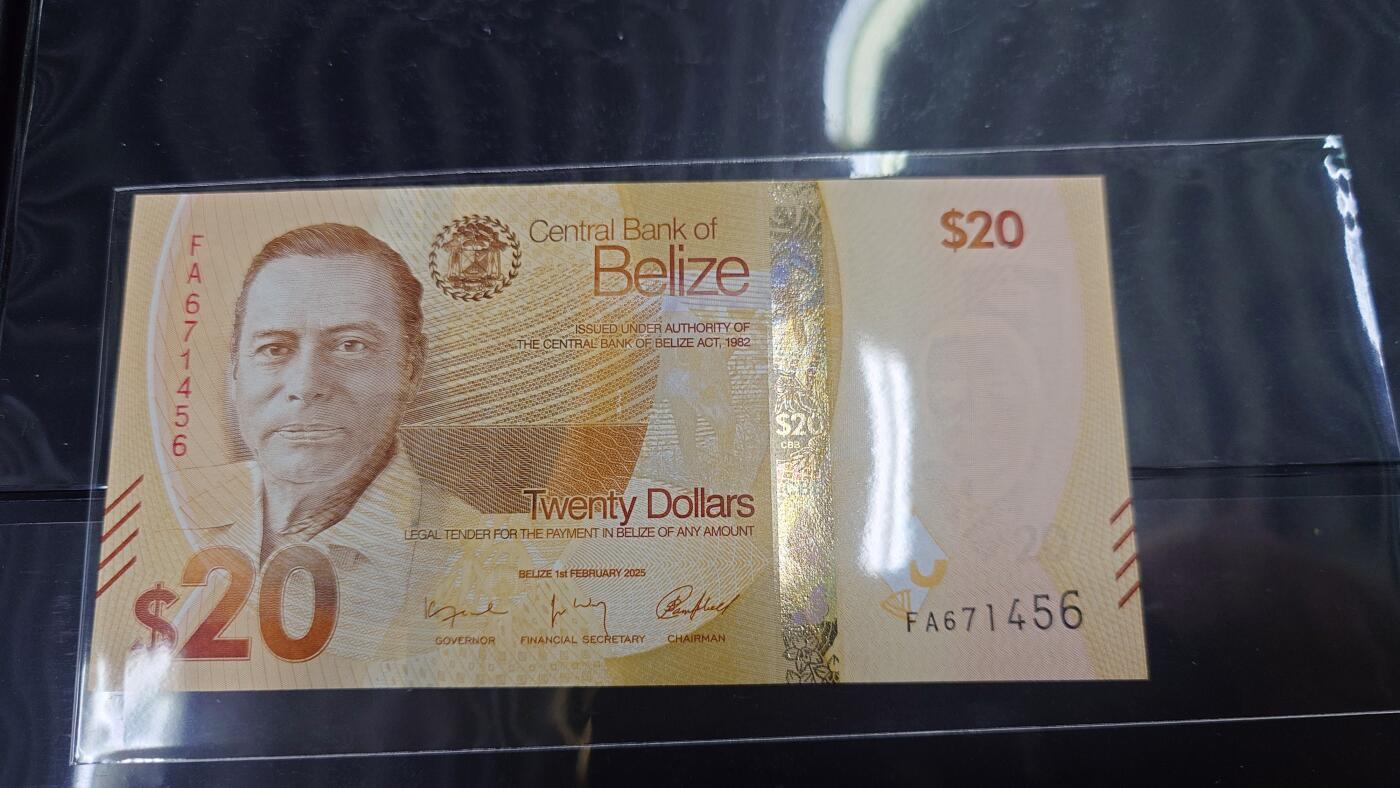 FA671456
Central Bank of
Belize
$20
ISSUED UNDER AUTHORITY OF
THE CENTRAL BANK OF BELIZE ACT, 1982
$20
CBB
Twenty Dollars
LEGAL TENDER FOR THE PAYMENT IN BELIZE OF ANY AMOUNT
BELIZE 1st FEBRUARY 2025
GOVERNOR FINANCIAL SECRETARY CHAIRMAN
$20
FA671456